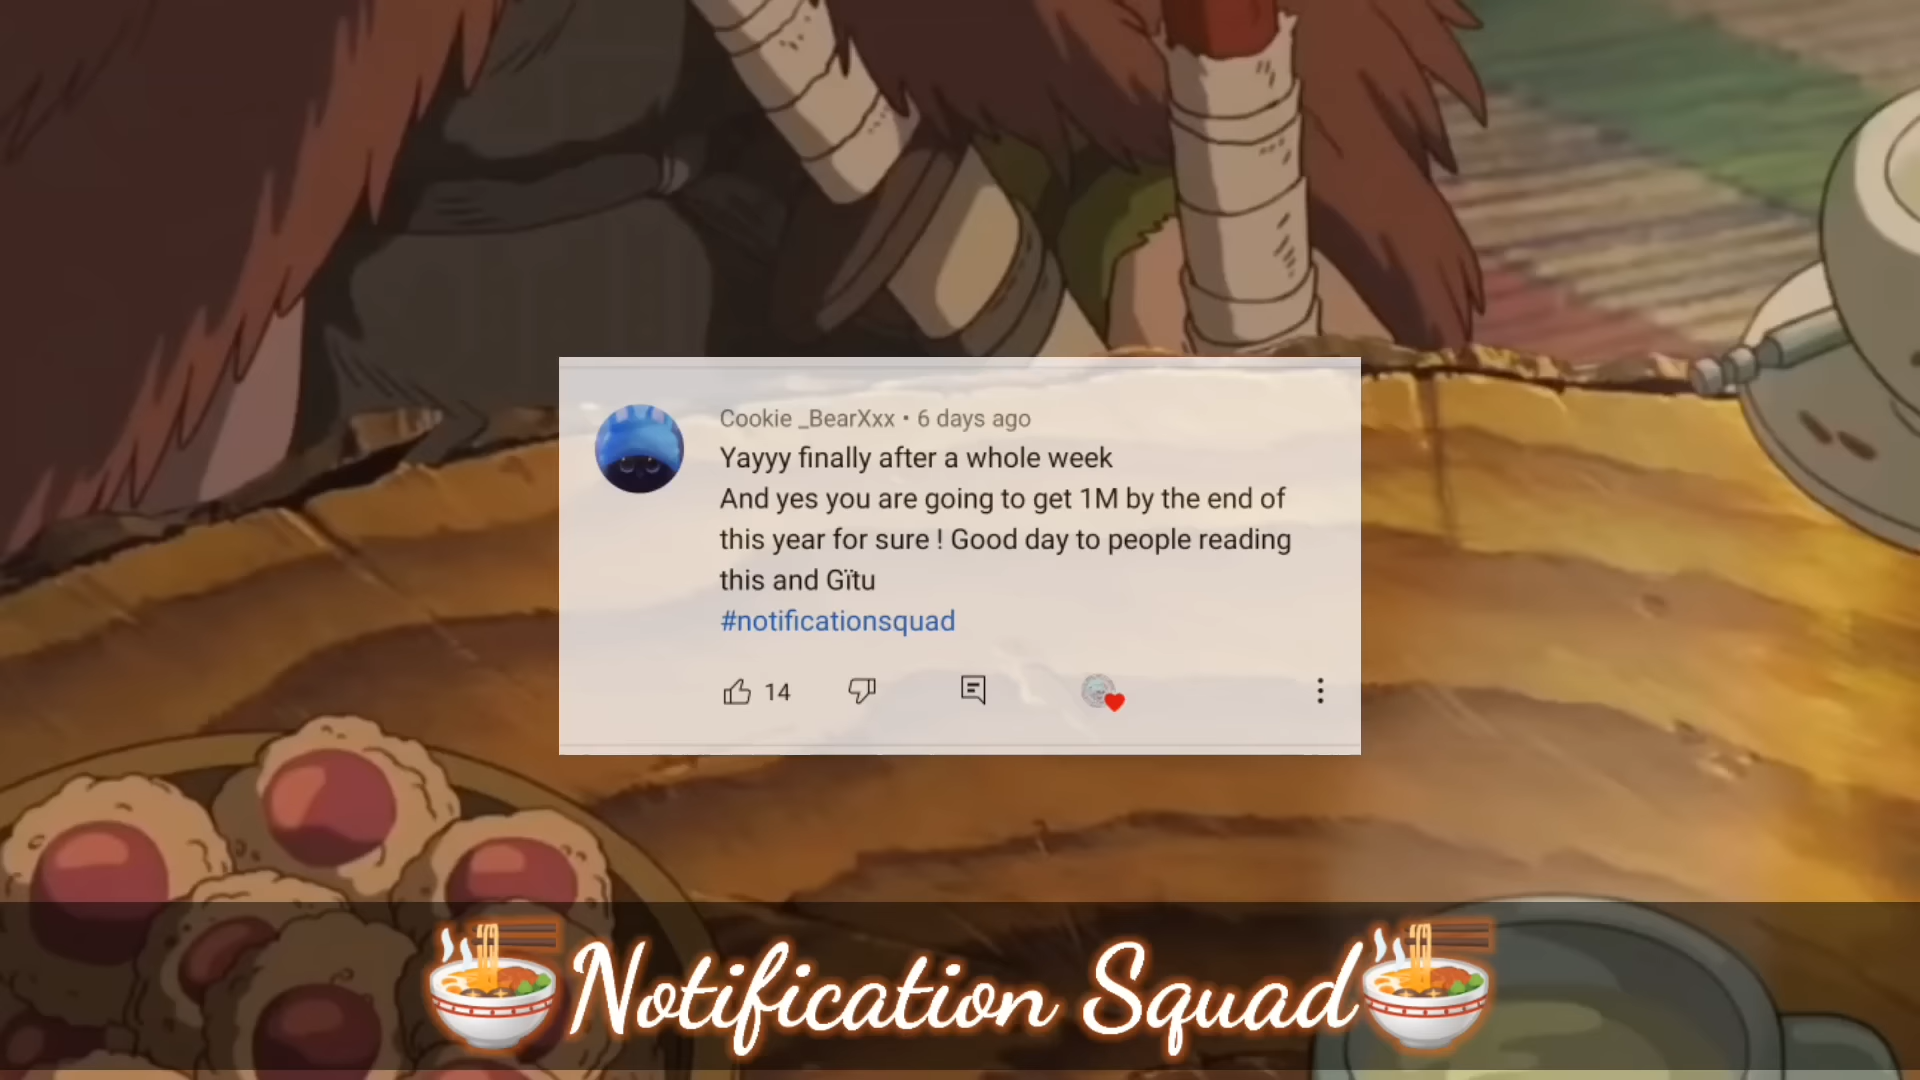 Cookie _BearXxx • 6 days ago
Yayyy finally after a whole week
And yes you are going to get 1M by the end of
this year for sure ! Good day to people reading
this and Gïtu
#notificationsquad
14
Notification Squad